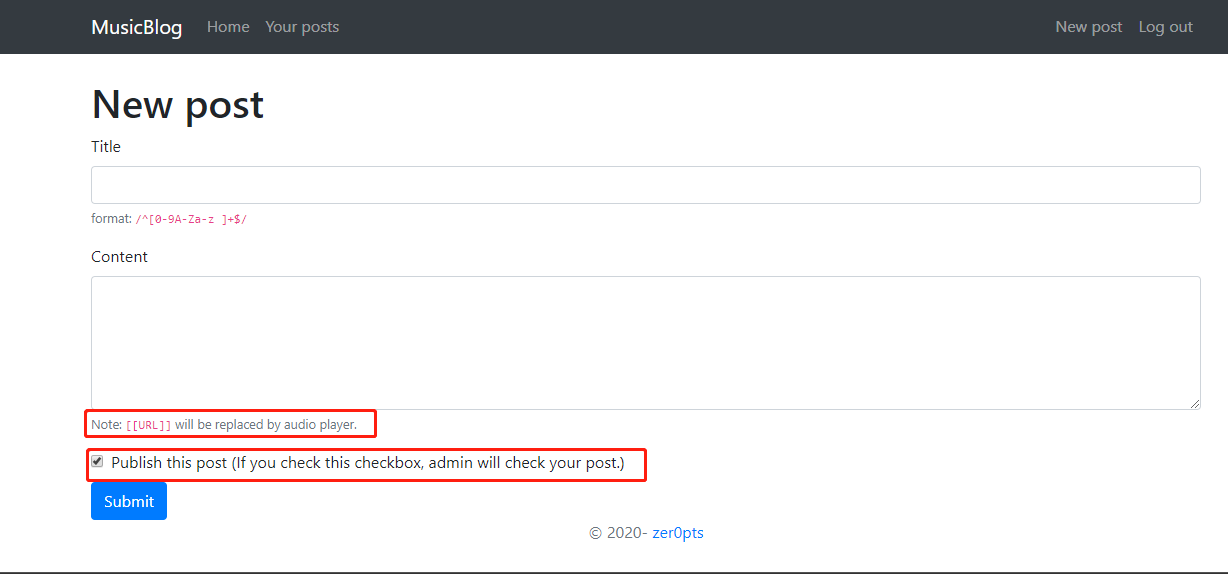 MusicBlog Home Your posts New post Log out
New post
Title
format: /^[0-9A-Za-z ]+$/
Content
Note: [[URL]] will be replaced by audio player.
Publish this post (If you check this checkbox, admin will check your post.)
Submit
© 2020- zer0pts